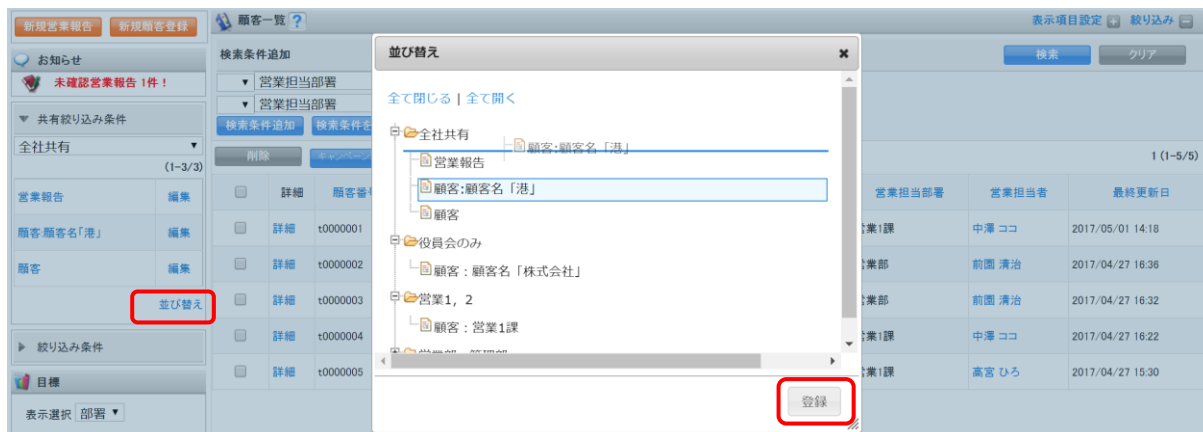 新規営業報告 新規顧客登録
お知らせ
未確認営業報告 1件！
▼ 共有絞り込み条件
全社共有 ▼
(1-3/3)
営業報告 編集
顧客:顧客名「港」 編集
顧客 編集
並び替え
▶ 絞り込み条件
目標
表示選択 部署 ▼
顧客一覧 ?
表示項目設定 絞り込み
検索条件追加
検索 クリア
▼ 営業担当部署
▼ 営業担当部署
検索条件追加 検索条件を
削除 キャンペーン
1 (1-5/5)
詳細 顧客番 営業担当部署 営業担当者 最終更新日
詳細 t0000001 業1課 中澤 ココ 2017/05/01 14:18
詳細 t0000002 業部 前園 清治 2017/04/27 16:36
詳細 t0000003 業部 前園 清治 2017/04/27 16:32
詳細 t0000004 業1課 中澤 ココ 2017/04/27 16:22
詳細 t0000005 業1課 高宮 ひろ 2017/04/27 15:30
並び替え ✖
全て閉じる | 全て開く
全社共有
顧客:顧客名「港」
営業報告
顧客:顧客名「港」
顧客
役員会のみ
顧客：顧客名「株式会社」
営業1，2
顧客：営業1課
登録